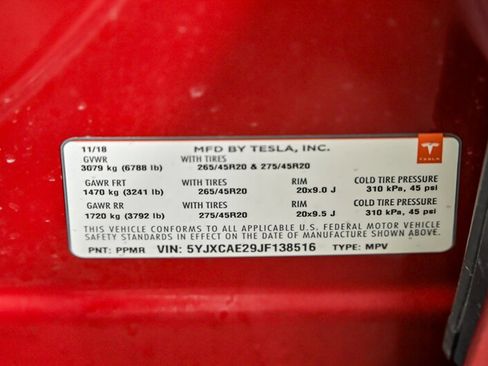 11/18 MFD BY TESLA, INC.
GVWR WITH TIRES
3079 kg (6788 lb) 265/45R20 & 275/45R20
GAWR FRT WITH TIRES RIM COLD TIRE PRESSURE
1470 kg (3241 lb) 265/45R20 20x9.0 J 310 kPa, 45 psi
GAWR RR WITH TIRES RIM COLD TIRE PRESSURE
1720 kg (3792 lb) 275/45R20 20x9.5 J 310 kPa, 45 psi
THIS VEHICLE CONFORMS TO ALL APPLICABLE U.S. FEDERAL MOTOR VEHICLE
SAFETY STANDARDS IN EFFECT ON THE DATE OF MANUFACTURE SHOWN ABOVE.
PNT: PPMR VIN: 5YJXCAE29JF138516 TYPE: MPV
TESLA